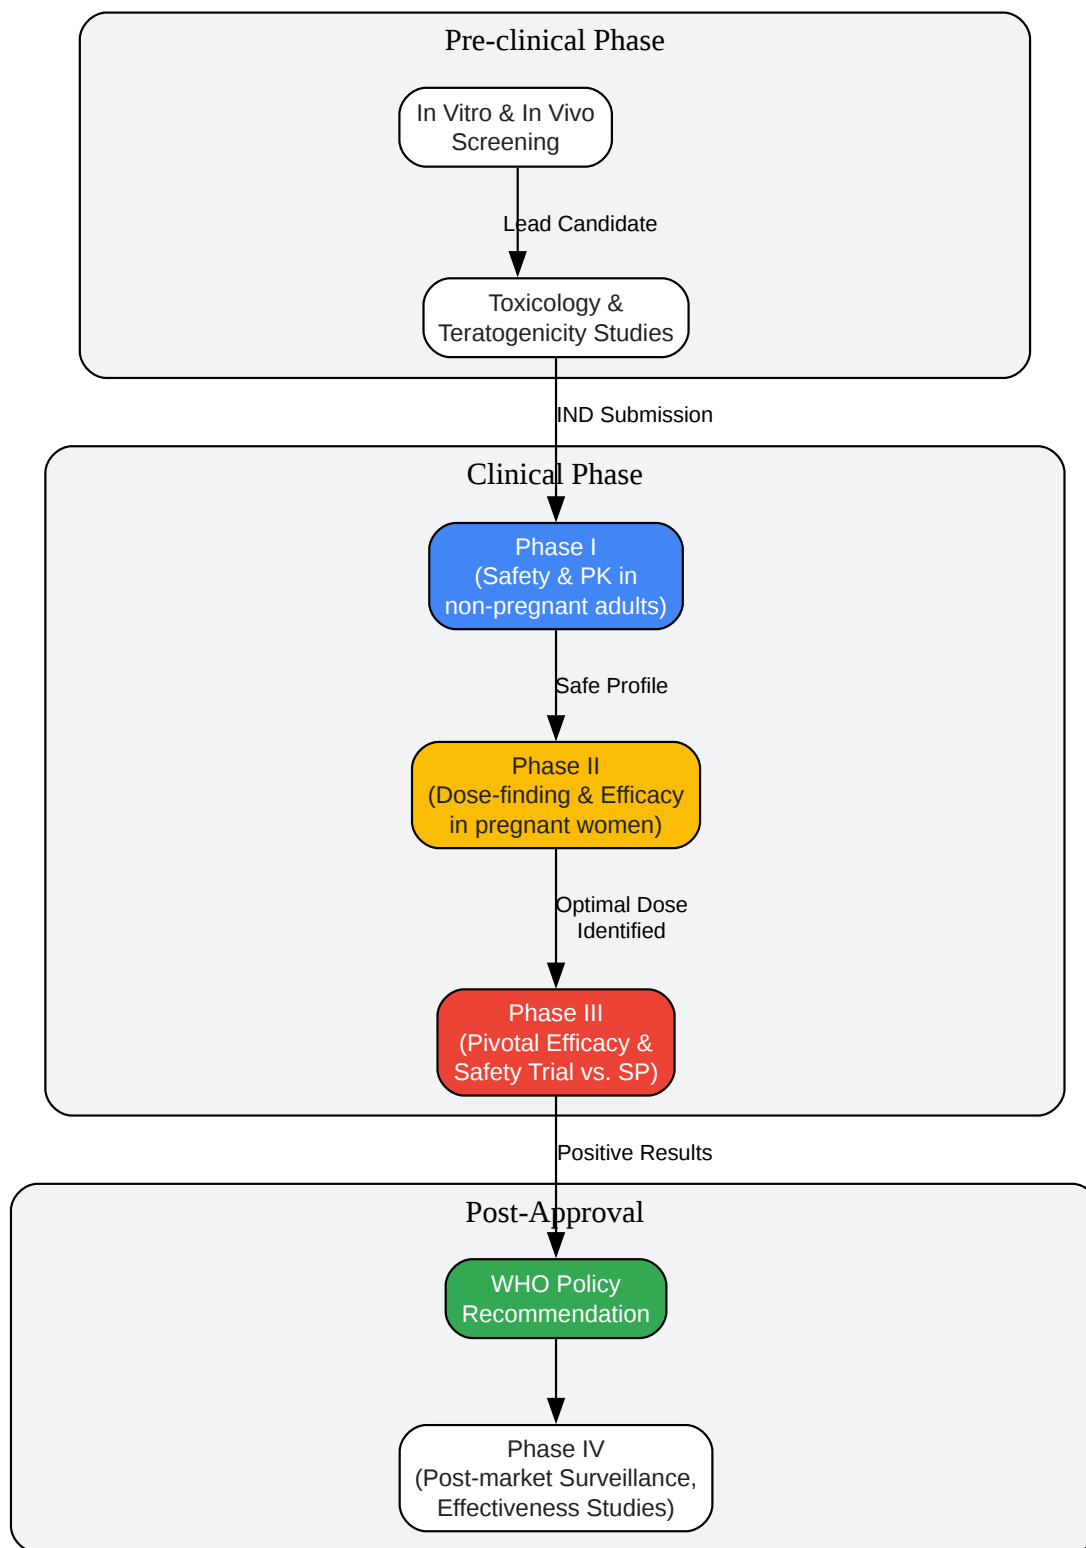 Pre-clinical Phase
In Vitro & In Vivo
Screening
Lead Candidate
Toxicology &
Teratogenicity Studies
IND Submission
Clinical Phase
Phase I
(Safety & PK in
non-pregnant adults)
Safe Profile
Phase II
(Dose-finding & Efficacy
in pregnant women)
Optimal Dose
Identified
Phase III
(Pivotal Efficacy &
Safety Trial vs. SP)
Positive Results
Post-Approval
WHO Policy
Recommendation
Phase IV
(Post-market Surveillance,
Effectiveness Studies)